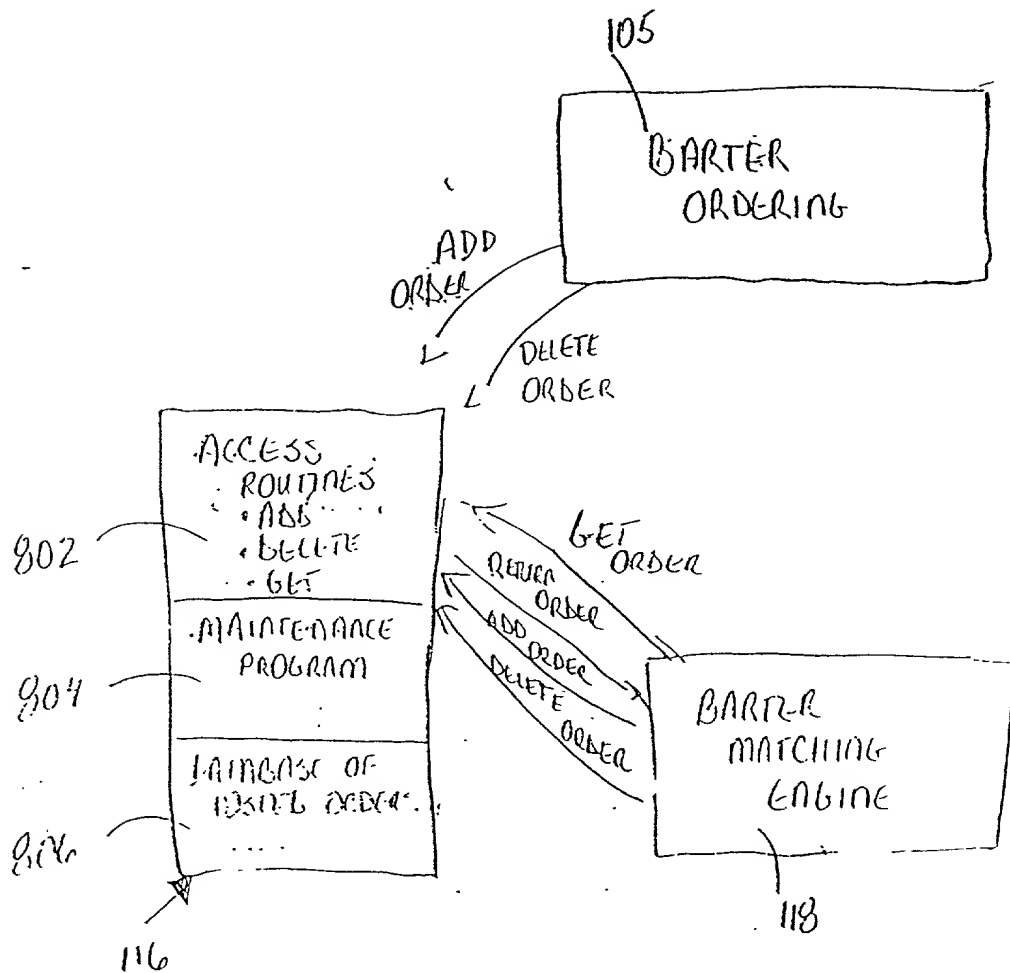 105
BARTER
ORDERING
ADD
ORDER
DELETE
ORDER
ACCESS
ROUTINES
• ADD
• DELETE
• GET
802
GET
ORDER
RETURN
ORDER
ADD ORDER
DELETE
ORDER
MAINTENANCE
PROGRAM
804
BARTER
MATCHING
ENGINE
DATABASE OF
116
118